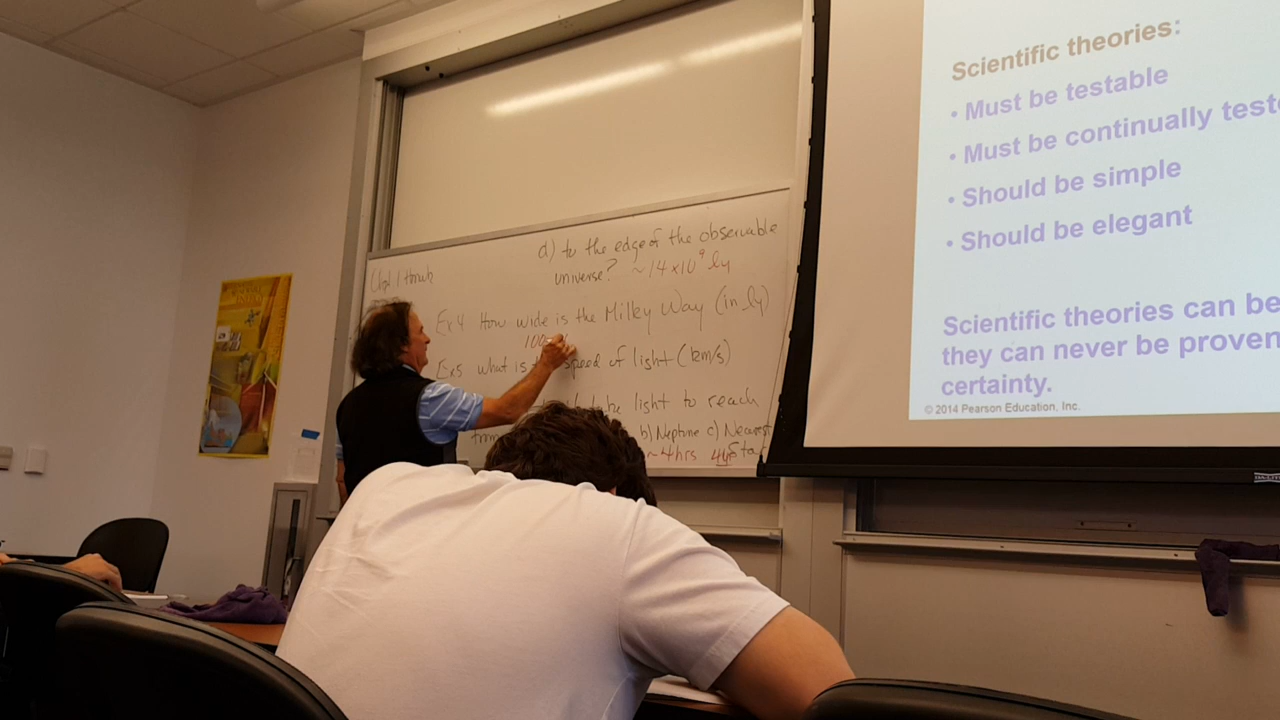 d) to the edge of the observable
universe? ~14 x 10⁹ ly
Ex 4 How wide is the Milky Way (in ly)
100
Ex 5 What is speed of light (km/s)
light to reach
b) Neptune c) Nearest
~4hrs 4yr Star
Scientific theories:
• Must be testable
• Must be continually teste
• Should be simple
• Should be elegant
Scientific theories can be
they can never be proven
certainty.
© 2014 Pearson Education, Inc.